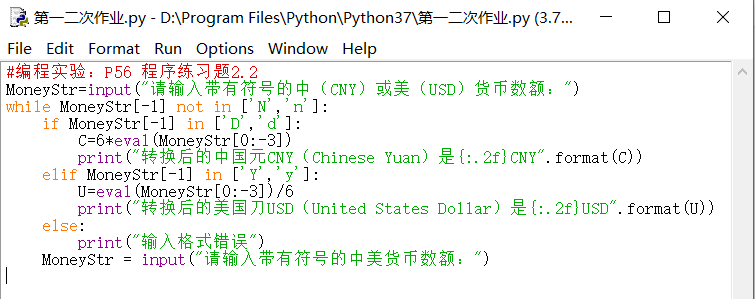 第一二次作业.py - D:\Program Files\Python\Python37\第一二次作业.py (3.7...
File Edit Format Run Options Window Help
#编程实验：P56 程序练习题2.2
MoneyStr=input("请输入带有符号的中（CNY）或美（USD）货币数额：")
while MoneyStr[-1] not in ['N','n']:
    if MoneyStr[-1] in ['D','d']:
        C=6*eval(MoneyStr[0:-3])
        print("转换后的中国元CNY（Chinese Yuan）是{:.2f}CNY".format(C))
    elif MoneyStr[-1] in ['Y','y']:
        U=eval(MoneyStr[0:-3])/6
        print("转换后的美国刀USD（United States Dollar）是{:.2f}USD".format(U))
    else:
        print("输入格式错误")
    MoneyStr = input("请输入带有符号的中美货币数额：")